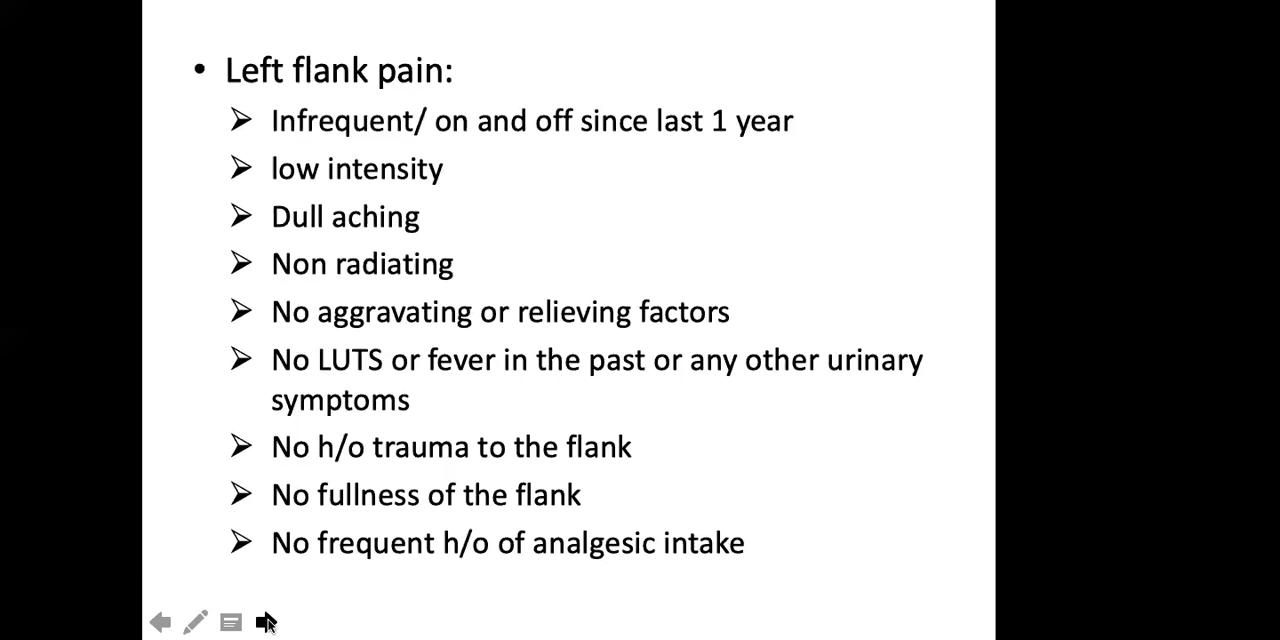 • Left flank pain:
➢ Infrequent/ on and off since last 1 year
➢ low intensity
➢ Dull aching
➢ Non radiating
➢ No aggravating or relieving factors
➢ No LUTS or fever in the past or any other urinary
symptoms
➢ No h/o trauma to the flank
➢ No fullness of the flank
➢ No frequent h/o of analgesic intake